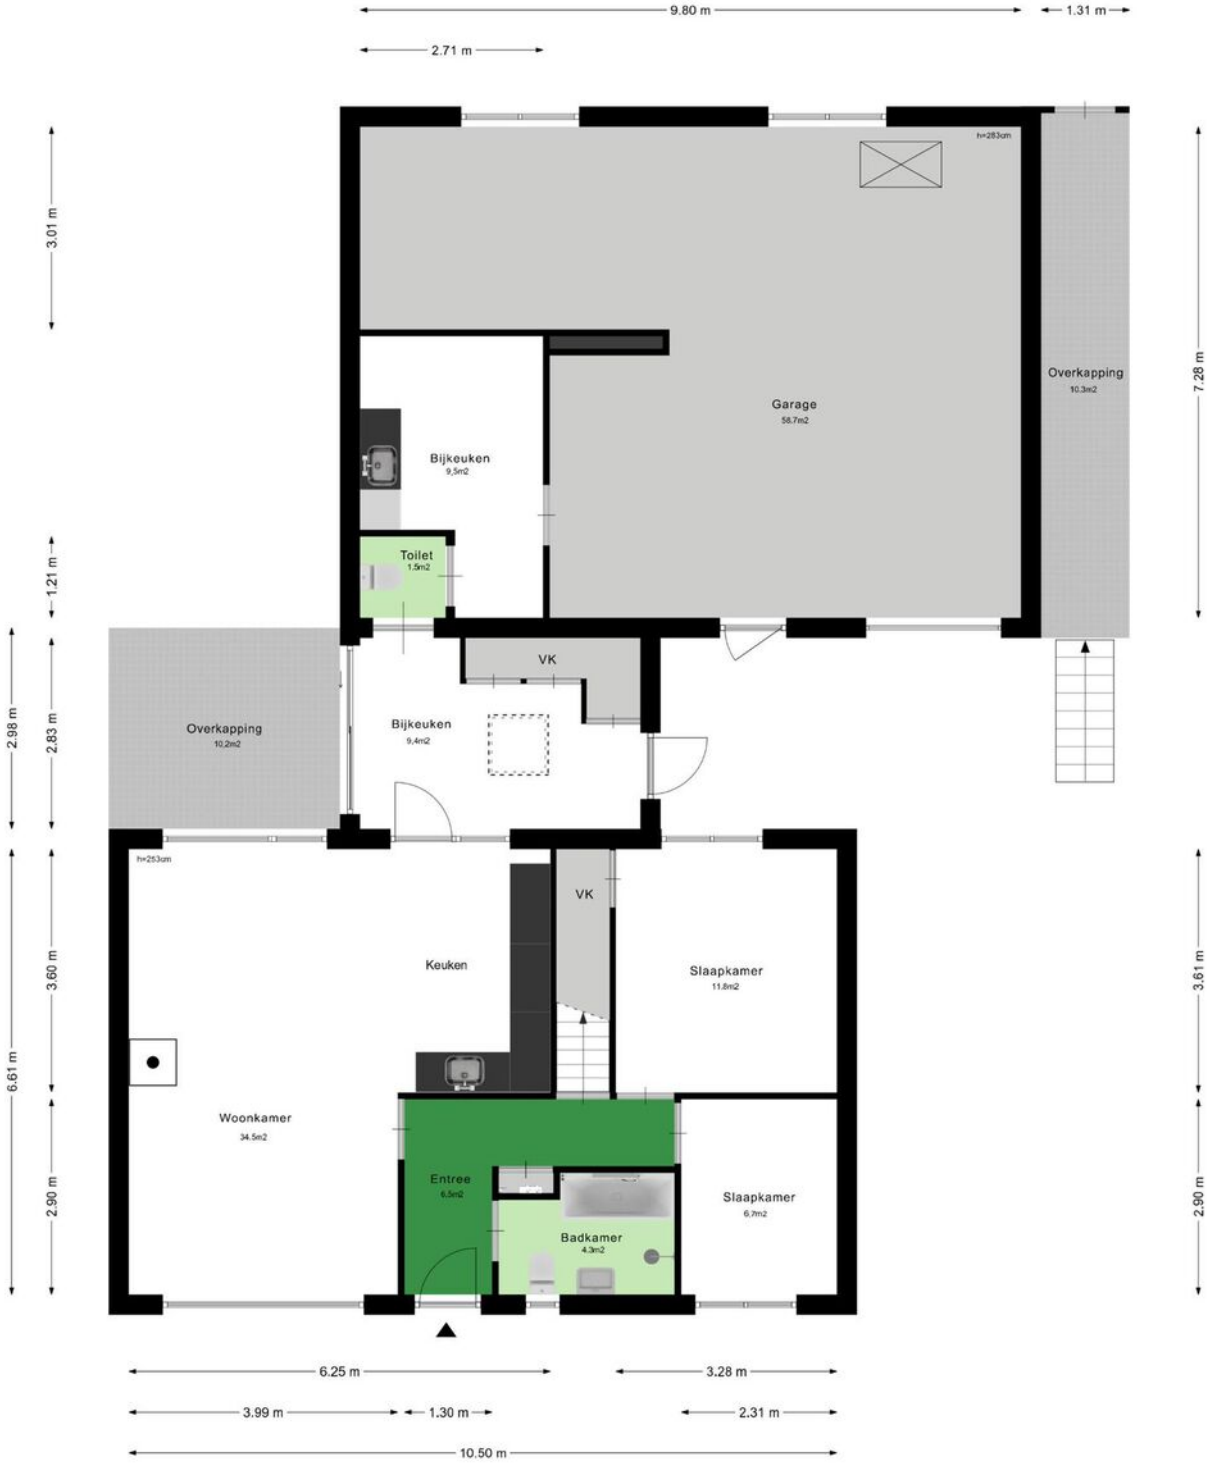 9.80 m
1.31 m
2.71 m
h=283cm
3.01 m
7.28 m
Overkapping
10.3m2
Garage
58.7m2
Bijkeuken
9,5m2
Toilet
1.5m2
1.21 m
VK
2.98 m
2.83 m
Overkapping
10,2m2
Bijkeuken
9,4m2
h=253cm
VK
Keuken
Slaapkamer
11.8m2
3.60 m
3.61 m
6.61 m
Woonkamer
34.5m2
Entree
6.5m2
Slaapkamer
6,7m2
Badkamer
4.3m2
2.90 m
2.90 m
6.25 m
3.28 m
3.99 m
1.30 m
2.31 m
10.50 m